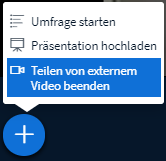 Umfrage starten
Präsentation hochladen
Teilen von externem
Video beenden